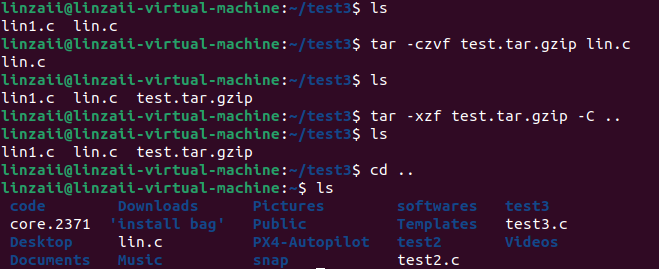 linzaii@linzaii-virtual-machine:~/test3$ ls
lin1.c  lin.c
linzaii@linzaii-virtual-machine:~/test3$ tar -czvf test.tar.gzip lin.c
lin.c
linzaii@linzaii-virtual-machine:~/test3$ ls
lin1.c  lin.c  test.tar.gzip
linzaii@linzaii-virtual-machine:~/test3$ tar -xzf test.tar.gzip -C ..
linzaii@linzaii-virtual-machine:~/test3$ ls
lin1.c  lin.c  test.tar.gzip
linzaii@linzaii-virtual-machine:~/test3$ cd ..
linzaii@linzaii-virtual-machine:~$ ls
code        Downloads      Pictures       softwares   test3
core.2371  'install bag'   Public         Templates   test3.c
Desktop     lin.c          PX4-Autopilot  test2       Videos
Documents   Music          snap           test2.c